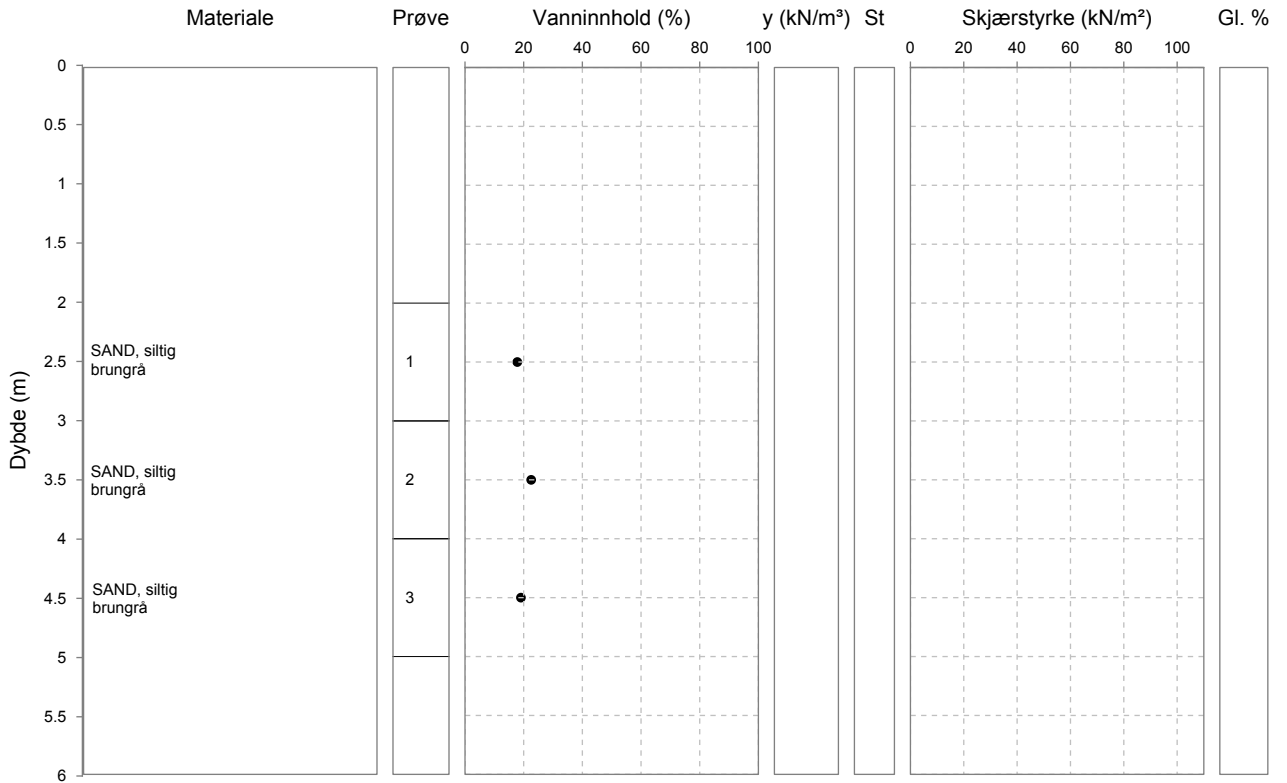 Materiale Prøve Vanninnhold (%) y (kN/m³) St Skjærstyrke (kN/m²) Gl. %
0 20 40 60 80 100 0 20 40 60 80 100
Dybde (m)
0
0.5
1
1.5
2
SAND, siltig
brungrå
2.5 1
3
SAND, siltig
brungrå
3.5 2
4
SAND, siltig
brungrå
4.5 3
5
5.5
6